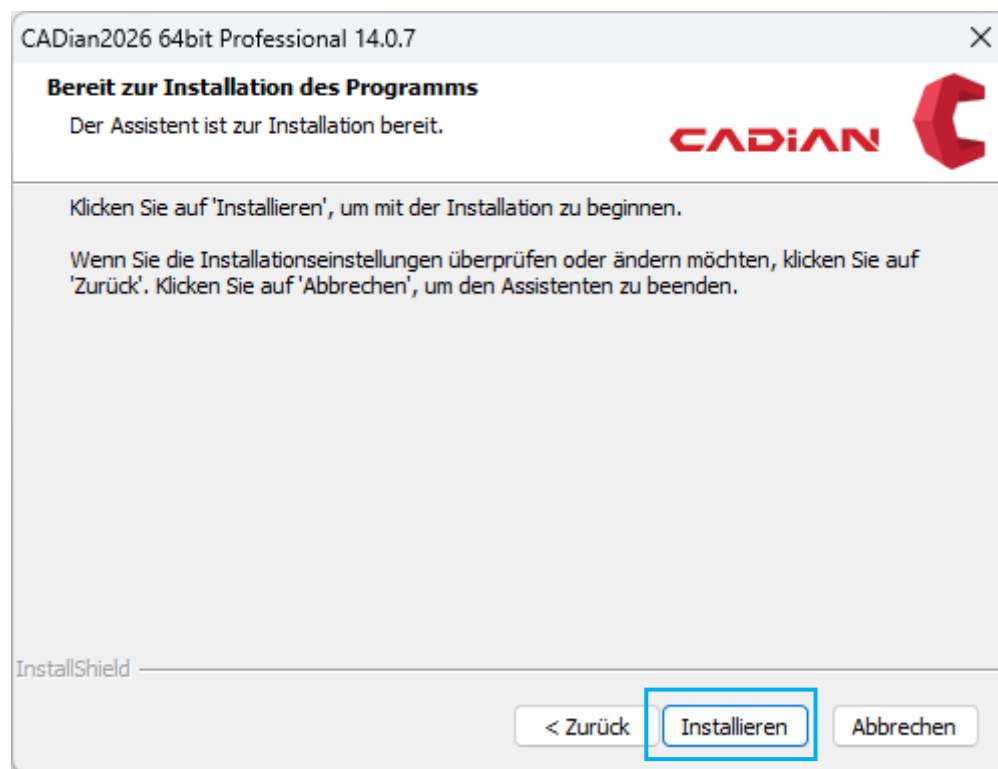 CADian2026 64bit Professional 14.0.7
Bereit zur Installation des Programms
Der Assistent ist zur Installation bereit.
CADiAN
Klicken Sie auf 'Installieren', um mit der Installation zu beginnen.
Wenn Sie die Installationseinstellungen überprüfen oder ändern möchten, klicken Sie auf
'Zurück'. Klicken Sie auf 'Abbrechen', um den Assistenten zu beenden.
InstallShield
< Zurück
Installieren
Abbrechen